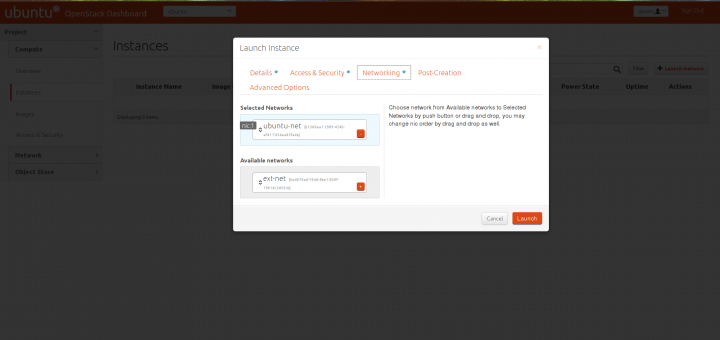 ubuntu OpenStack Dashboard
Sign Out
Project
Compute
Overview
Instances
Images
Access & Security
Network
Object Store
Instances
Filter
Launch Instance
Instance Name
Image
Power State
Uptime
Actions
Displaying 0 items
Launch Instance
×
Details *
Access & Security *
Networking *
Post-Creation
Advanced Options
Selected Networks
NIC:1
ubuntu-net
-
Available networks
ext-net
+
Choose network from Available networks to Selected
Networks by push button or drag and drop, you may
change nic order by drag and drop as well.
Cancel
Launch